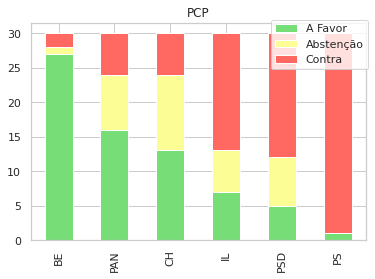 PCP
A Favor
Abstenção
Contra
30
25
20
15
10
5
0
BE
PAN
CH
IL
PSD
PS